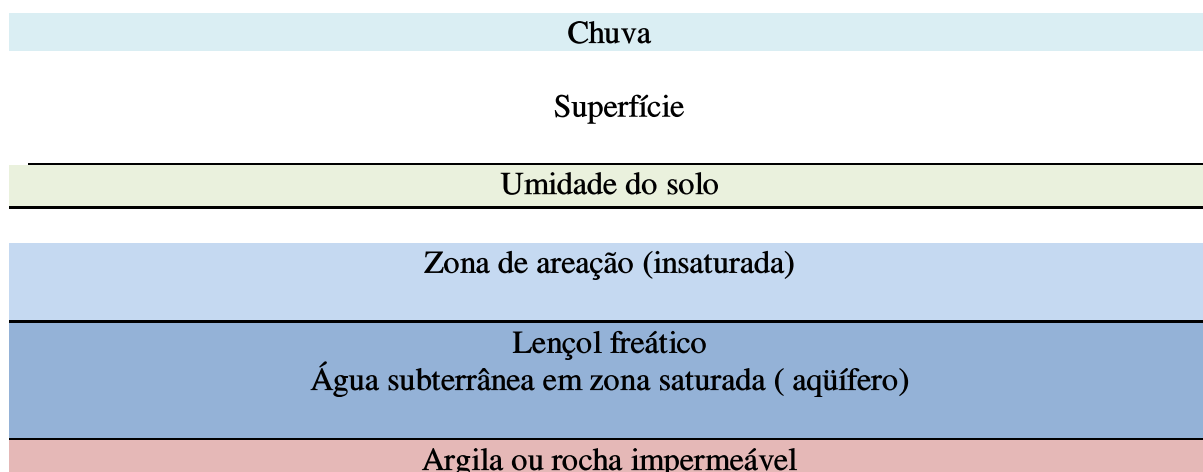 Chuva
Superfície
Umidade do solo
Zona de areação (insaturada)
Lençol freático
Água subterrânea em zona saturada ( aqüífero)
Argila ou rocha impermeável